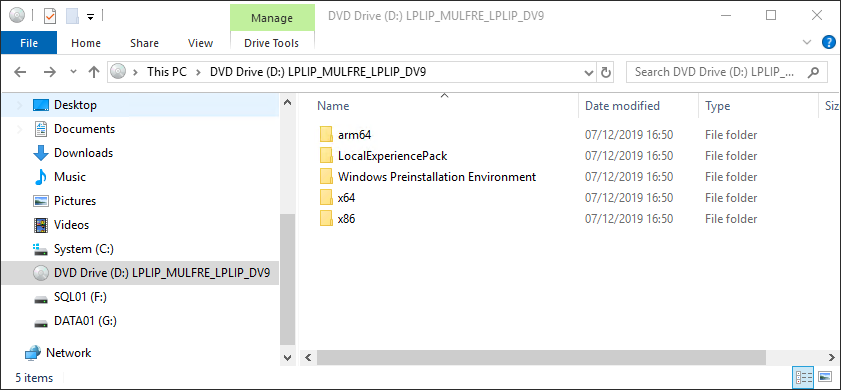 Manage
DVD Drive (D:) LPLIP_MULFRE_LPLIP_DV9
File
Home
Share
View
Drive Tools
This PC
DVD Drive (D:) LPLIP_MULFRE_LPLIP_DV9
Search DVD Drive (D:) LPLIP_...
Desktop
Documents
Downloads
Music
Pictures
Videos
System (C:)
DVD Drive (D:) LPLIP_MULFRE_LPLIP_DV9
SQL01 (F:)
DATA01 (G:)
Network
Name Date modified Type Siz
arm64 07/12/2019 16:50 File folder
LocalExperiencePack 07/12/2019 16:50 File folder
Windows Preinstallation Environment 07/12/2019 16:50 File folder
x64 07/12/2019 16:50 File folder
x86 07/12/2019 16:50 File folder
5 items